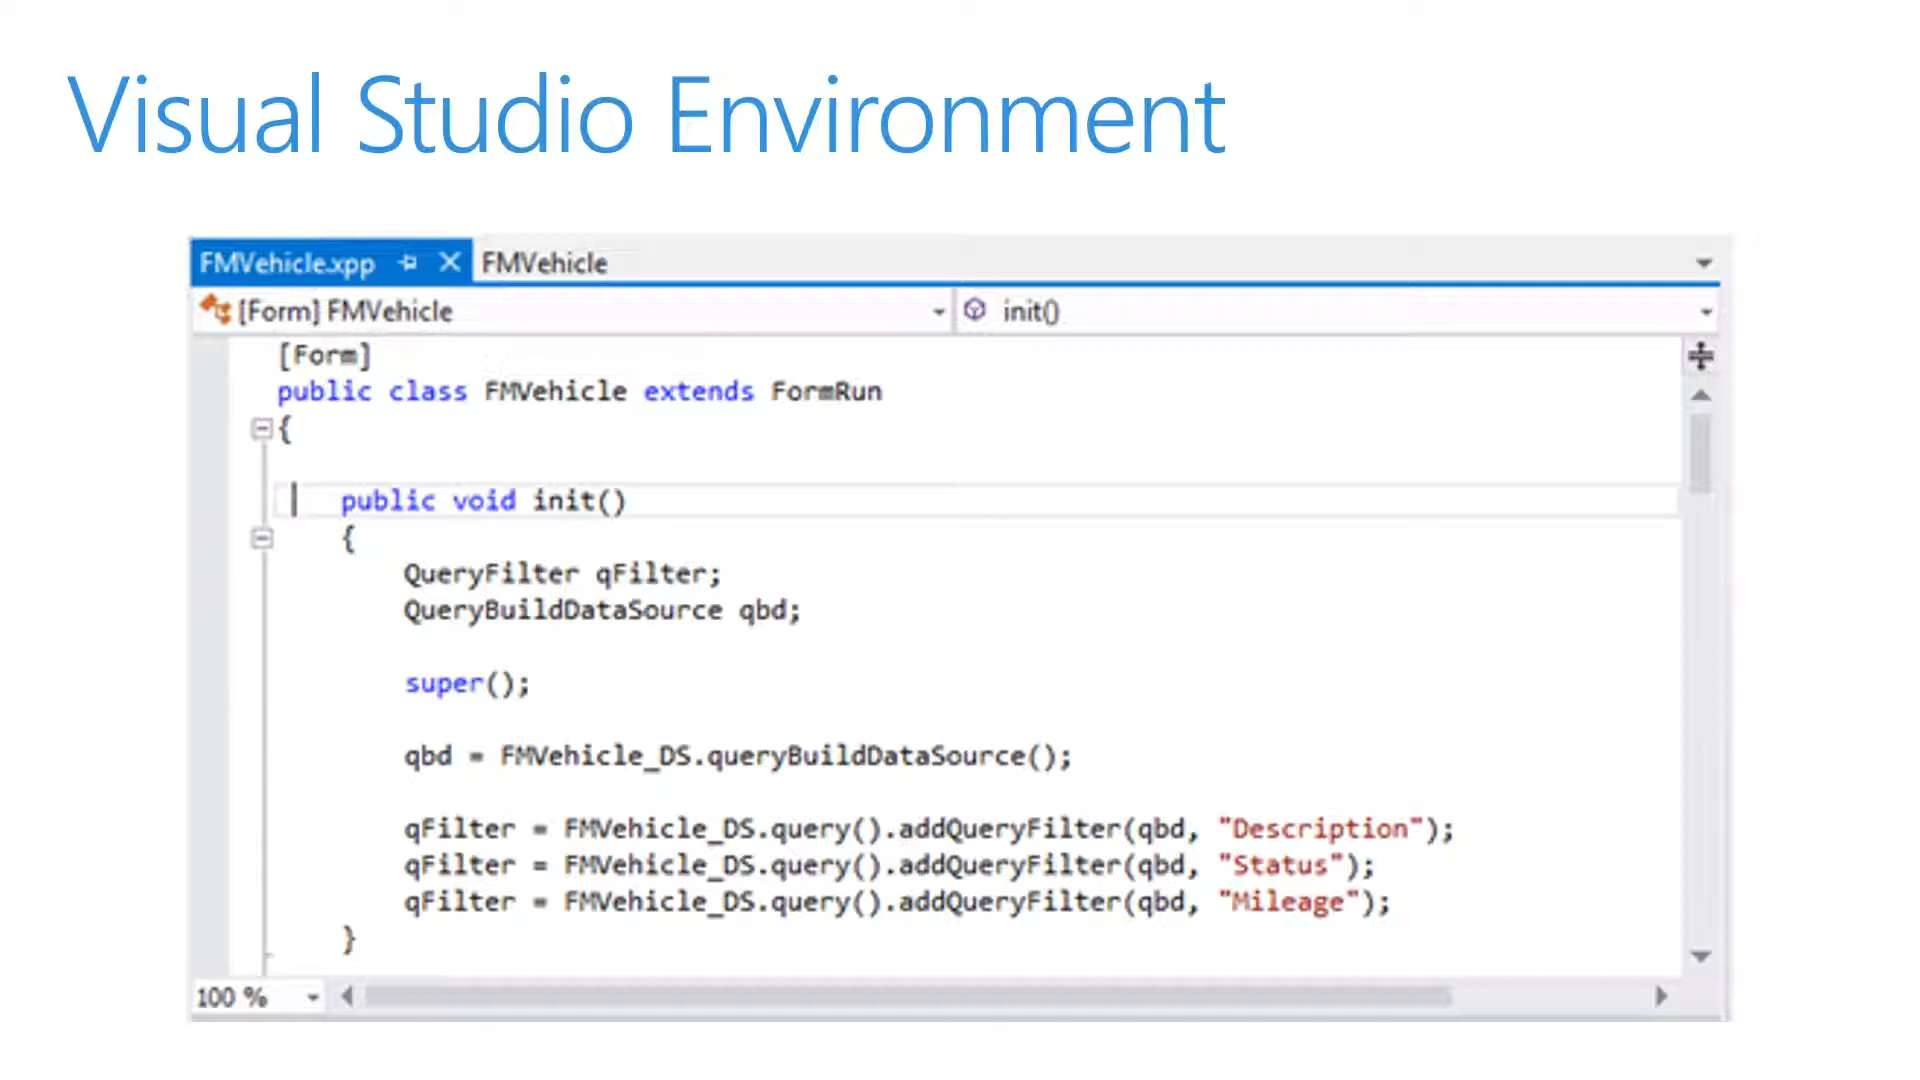 Visual Studio Environment
FMVehicle.xpp FMVehicle
[Form] FMVehicle init()
[Form]
public class FMVehicle extends FormRun
{
public void init()
{
QueryFilter qFilter;
QueryBuildDataSource qbd;
super();
qbd = FMVehicle_DS.queryBuildDataSource();
qFilter = FMVehicle_DS.query().addQueryFilter(qbd, "Description");
qFilter = FMVehicle_DS.query().addQueryFilter(qbd, "Status");
qFilter = FMVehicle_DS.query().addQueryFilter(qbd, "Mileage");
}
100 %